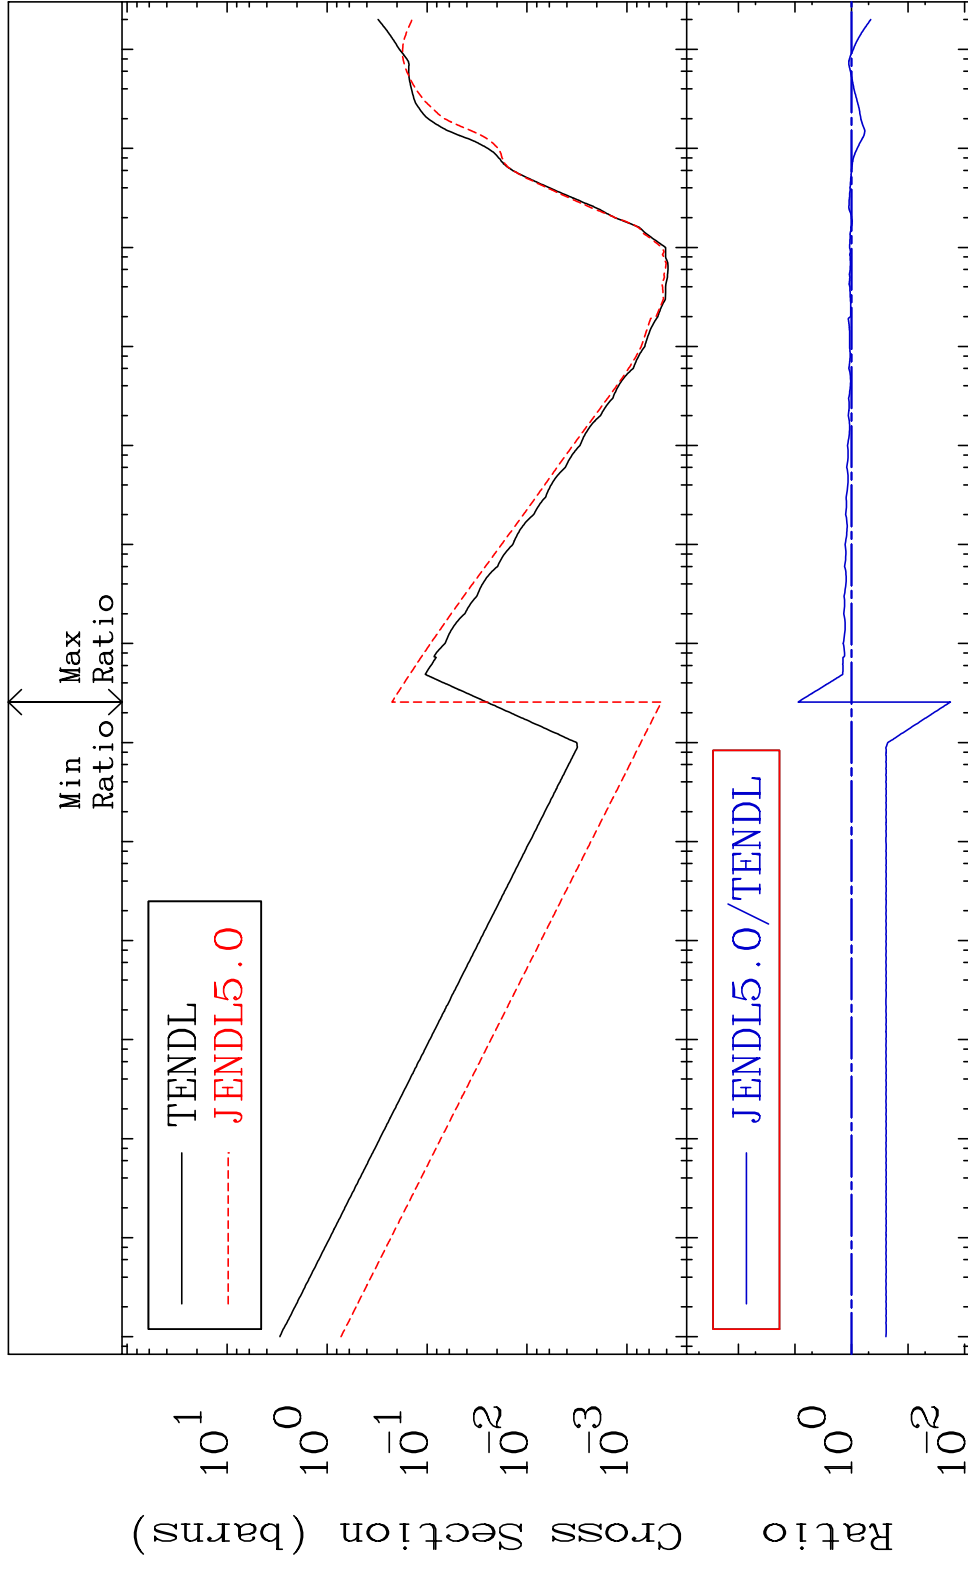 Min Max
Ratio Ratio
TENDL
JENDL5.0
JENDL5.0/TENDL
10^1
10^0
10^-1
10^-2
10^-3
Cross Section (barns)
10^0
10^-2
Ratio